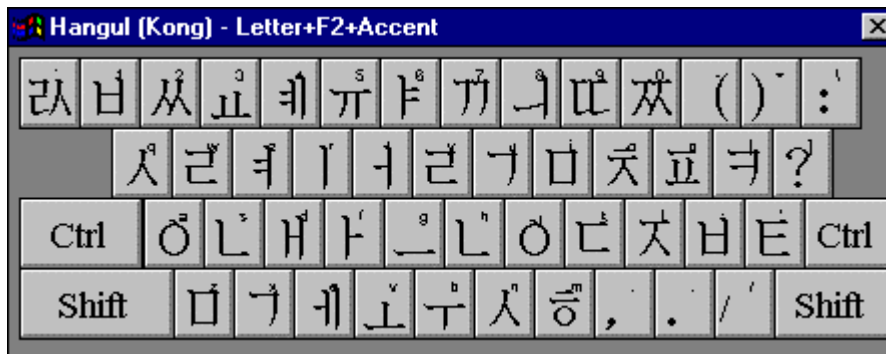 Hangul (Kong) - Letter+F2+Accent
ㄽ ㅂ ㅆ ㅛ ㅖ ㅠ ㅑ ㄲ ㅢ ㄸ ㅉ ( ) :
ㅅ ㄹ ㅕ ㅣ ㅓ ㄹ ㄱ ㅁ ㅊ ㅍ ㅋ ?
Ctrl ㅇ ㄴ ㅐ ㅏ ㅡ ㄴ ㅇ ㄷ ㅈ ㅂ ㅌ Ctrl
Shift ㅁ ㄱ ㅔ ㅗ ㅜ ㅅ ㅎ , . / Shift